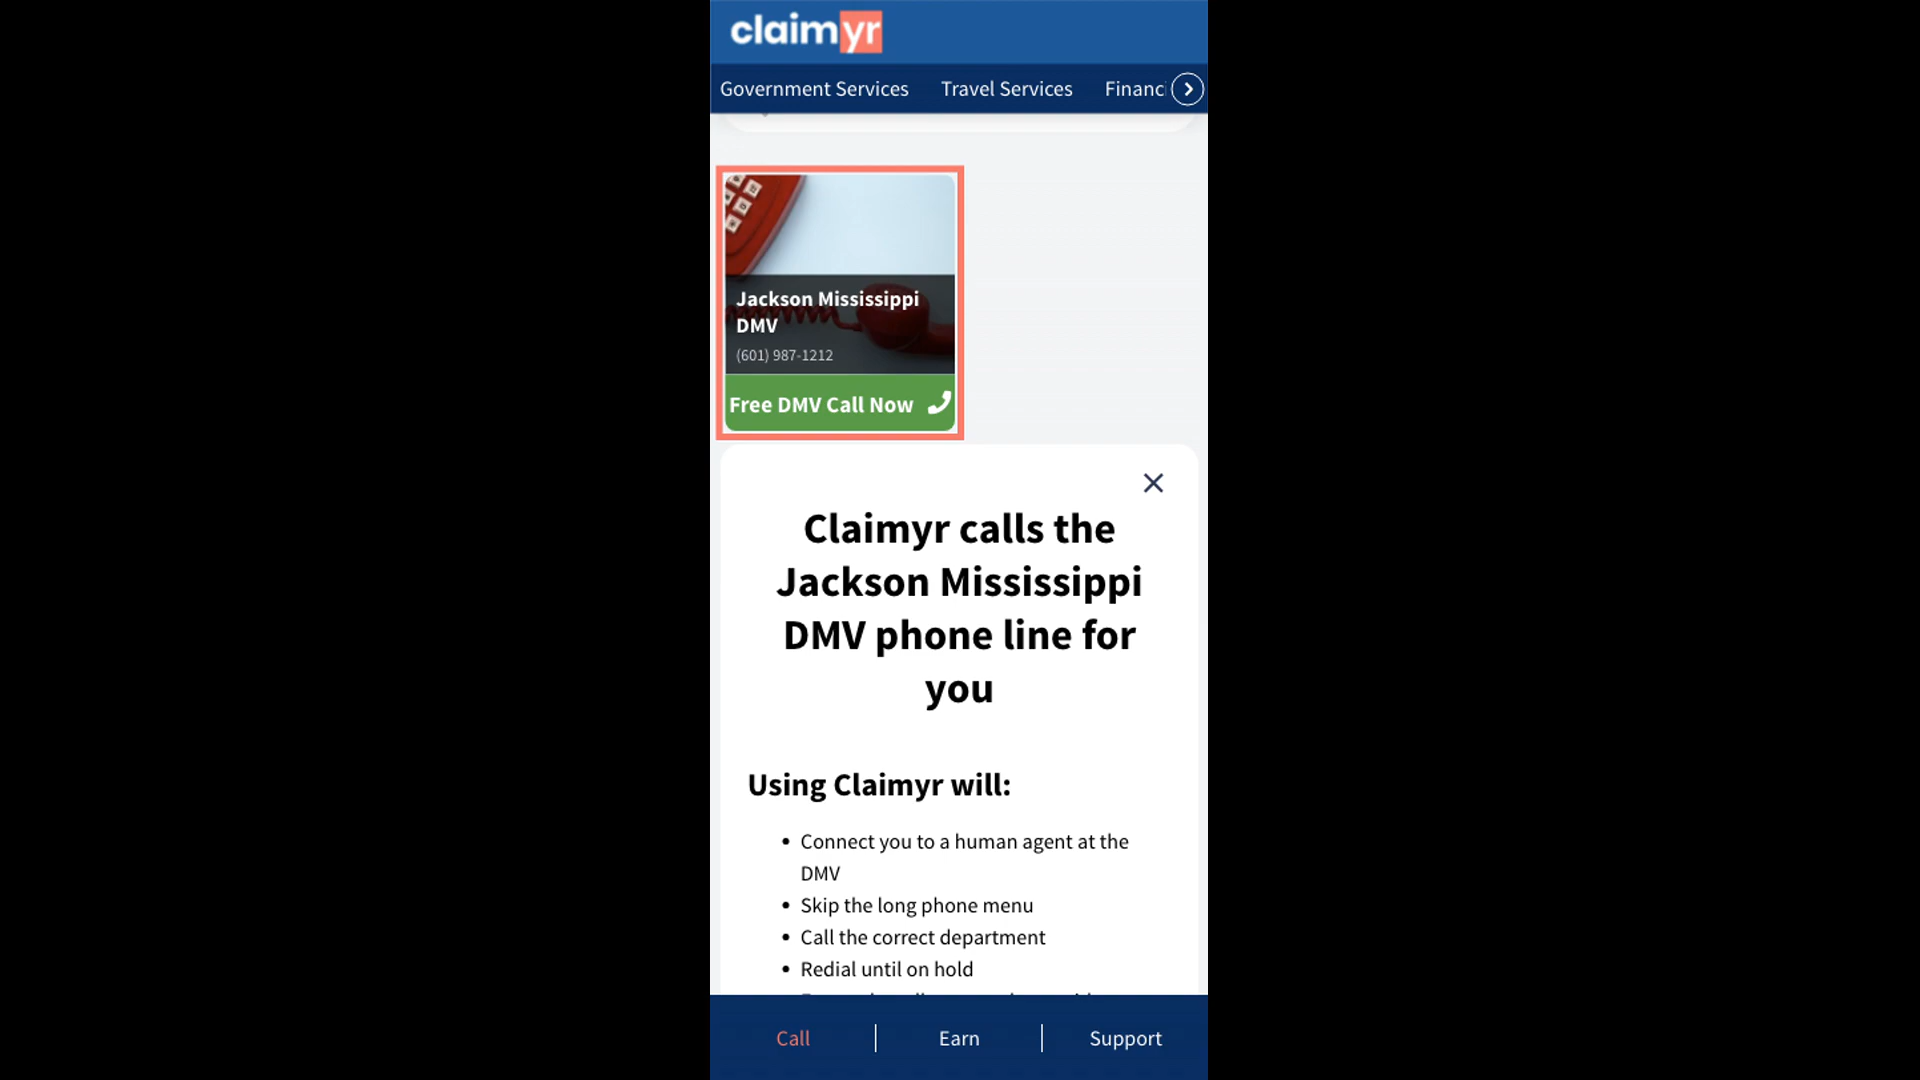 claimyr
Government Services Travel Services Financ
Jackson Mississippi
DMV
(601) 987-1212
Free DMV Call Now
Claimyr calls the
Jackson Mississippi
DMV phone line for
you
Using Claimyr will:
• Connect you to a human agent at the
DMV
• Skip the long phone menu
• Call the correct department
• Redial until on hold
Call | Earn | Support